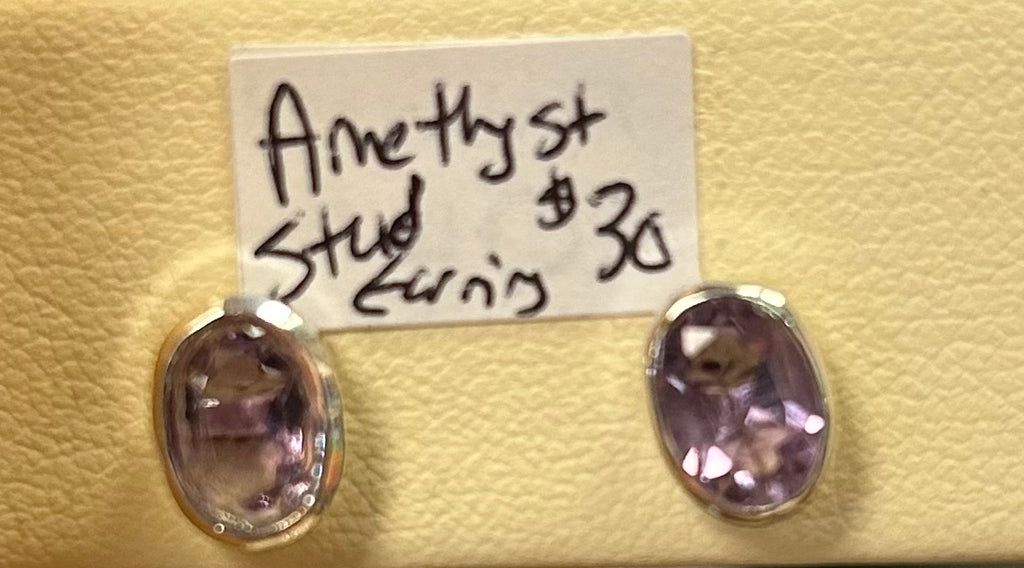 Amethyst
Stud $30
Earring